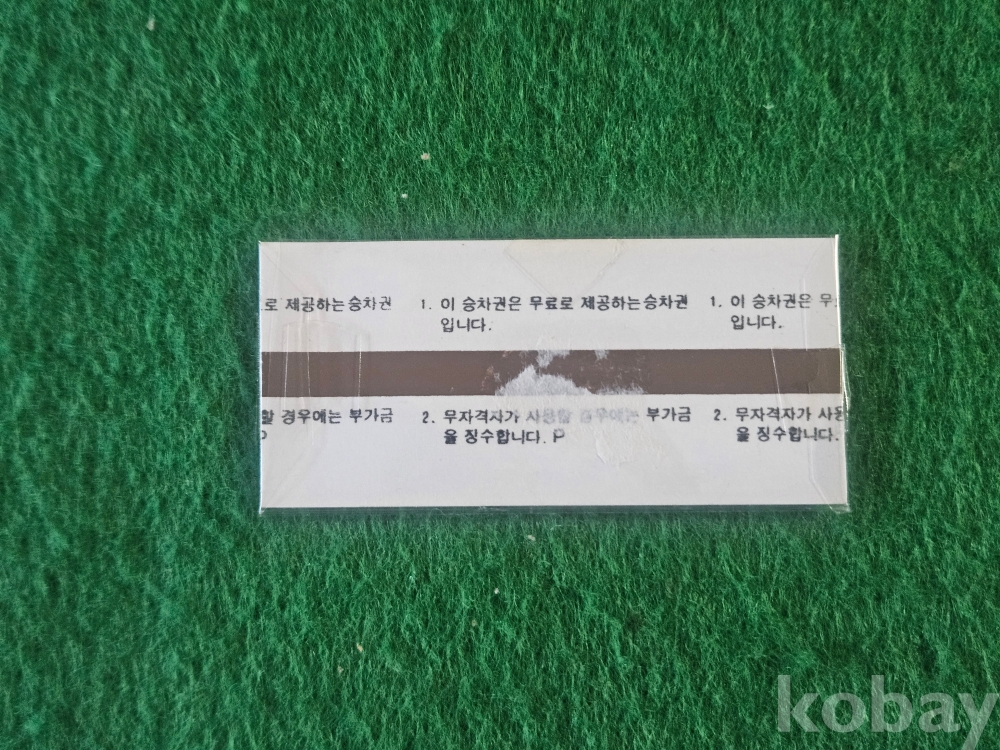 로 제공하는승차권 1. 이 승차권은 무료로 제공하는승차권 1. 이 승차권은 무
입니다. 입니다.
할 경우에는 부가금 2. 무자격자가 사용할 경우에는 부가금 2. 무자격자가 사용
을 징수합니다. P 을 징수합니다.
kobay